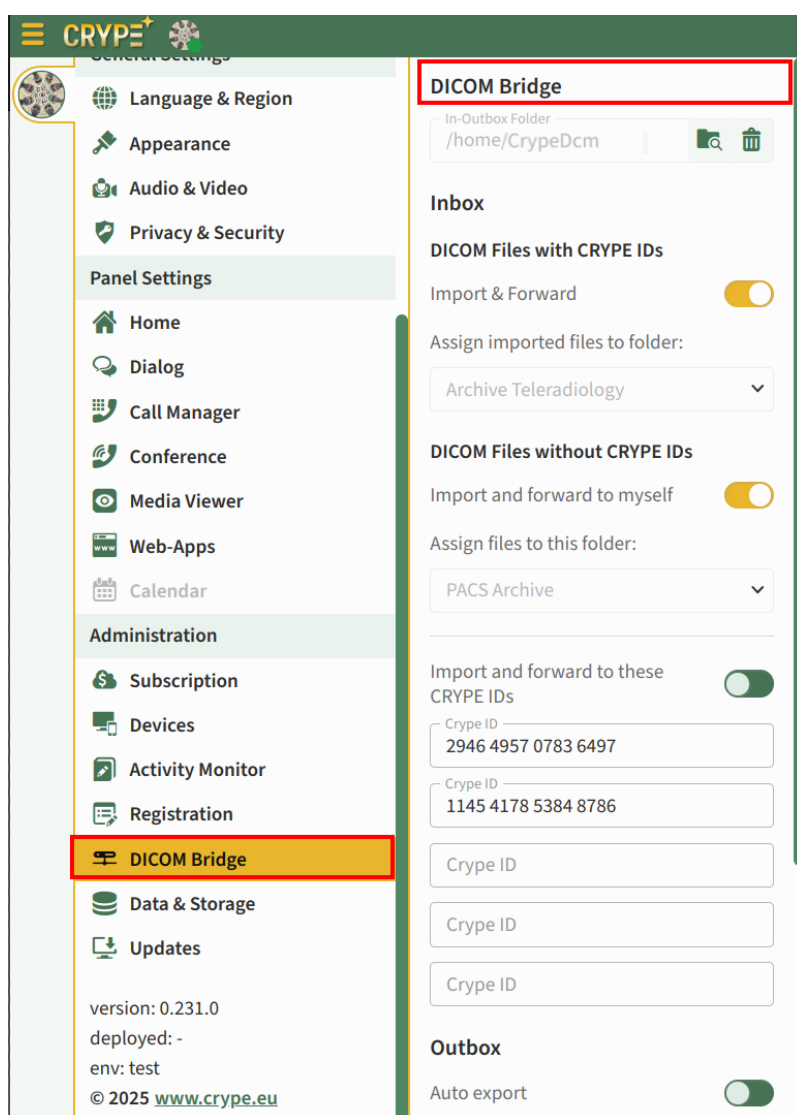 CRYPE
General Settings
Language & Region
Appearance
Audio & Video
Privacy & Security
Panel Settings
Home
Dialog
Call Manager
Conference
Media Viewer
www
Web-Apps
Calendar
Administration
Subscription
Devices
Activity Monitor
Registration
DICOM Bridge
Data & Storage
Updates
version: 0.231.0
deployed: -
env: test
© 2025 www.crype.eu
DICOM Bridge
In-Outbox Folder
/home/CrypeDcm
Inbox
DICOM Files with CRYPE IDs
Import & Forward
Assign imported files to folder:
Archive Teleradiology
DICOM Files without CRYPE IDs
Import and forward to myself
Assign files to this folder:
PACS Archive
Import and forward to these
CRYPE IDs
Crype ID
2946 4957 0783 6497
Crype ID
1145 4178 5384 8786
Crype ID
Crype ID
Crype ID
Outbox
Auto export